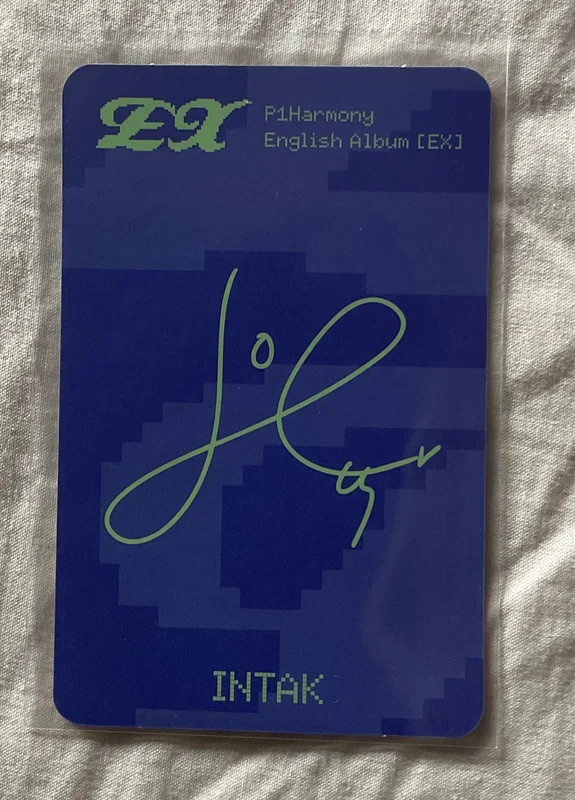 EX
P1Harmony
English Album [EX]
INTAK